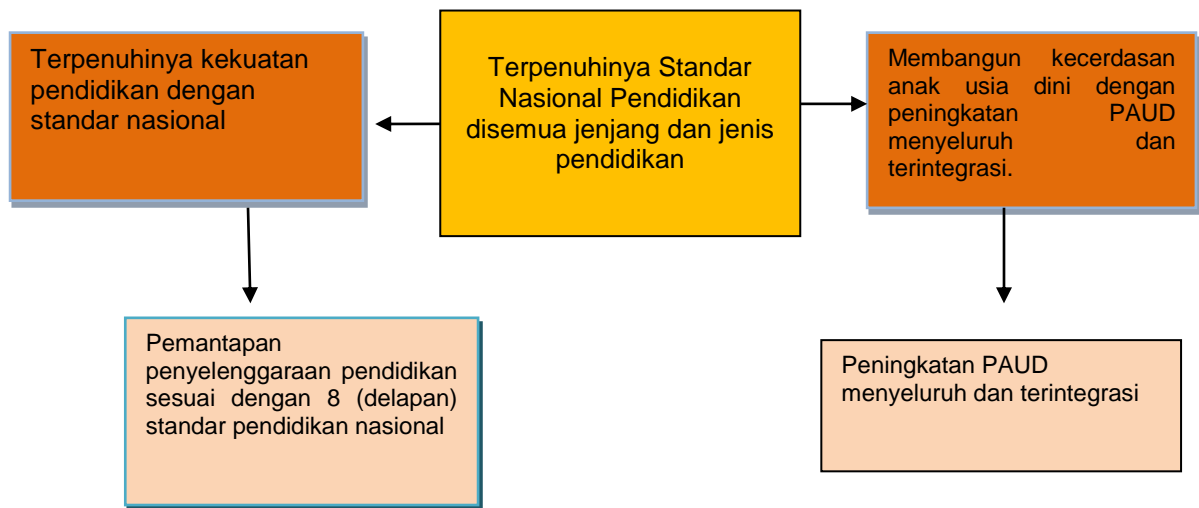 Terpenuhinya kekuatan
pendidikan dengan
standar nasional
Terpenuhinya Standar
Nasional Pendidikan
disemua jenjang dan jenis
pendidikan
Membangun kecerdasan
anak usia dini dengan
peningkatan PAUD
menyeluruh dan
terintegrasi.
Pemantapan
penyelenggaraan pendidikan
sesuai dengan 8 (delapan)
standar pendidikan nasional
Peningkatan PAUD
menyeluruh dan terintegrasi